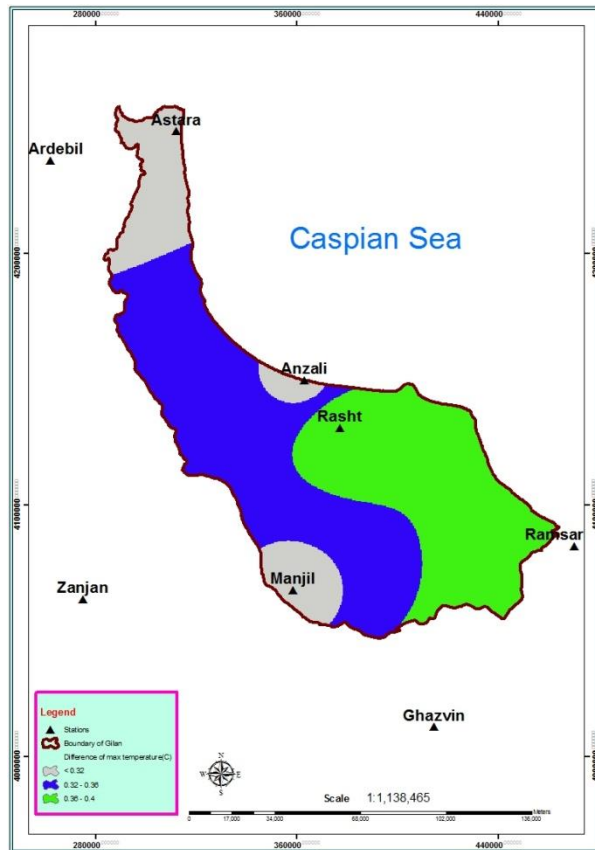 280000 360000 440000
Astara
Ardebil
Caspian Sea
4200000
Anzali
Rasht
4100000 4100000
Ramsar
Manjil
Zanjan
Legend
Stations
Boundary of Gilan
Difference of max temperature(C)
< 0.32
0.32 - 0.36
0.36 - 0.4
Ghazvin
N
W E
S
Scale 1:1,138,465
Meters
0 17,000 34,000 68,000 102,000 136,000
4000000
280000 360000 440000